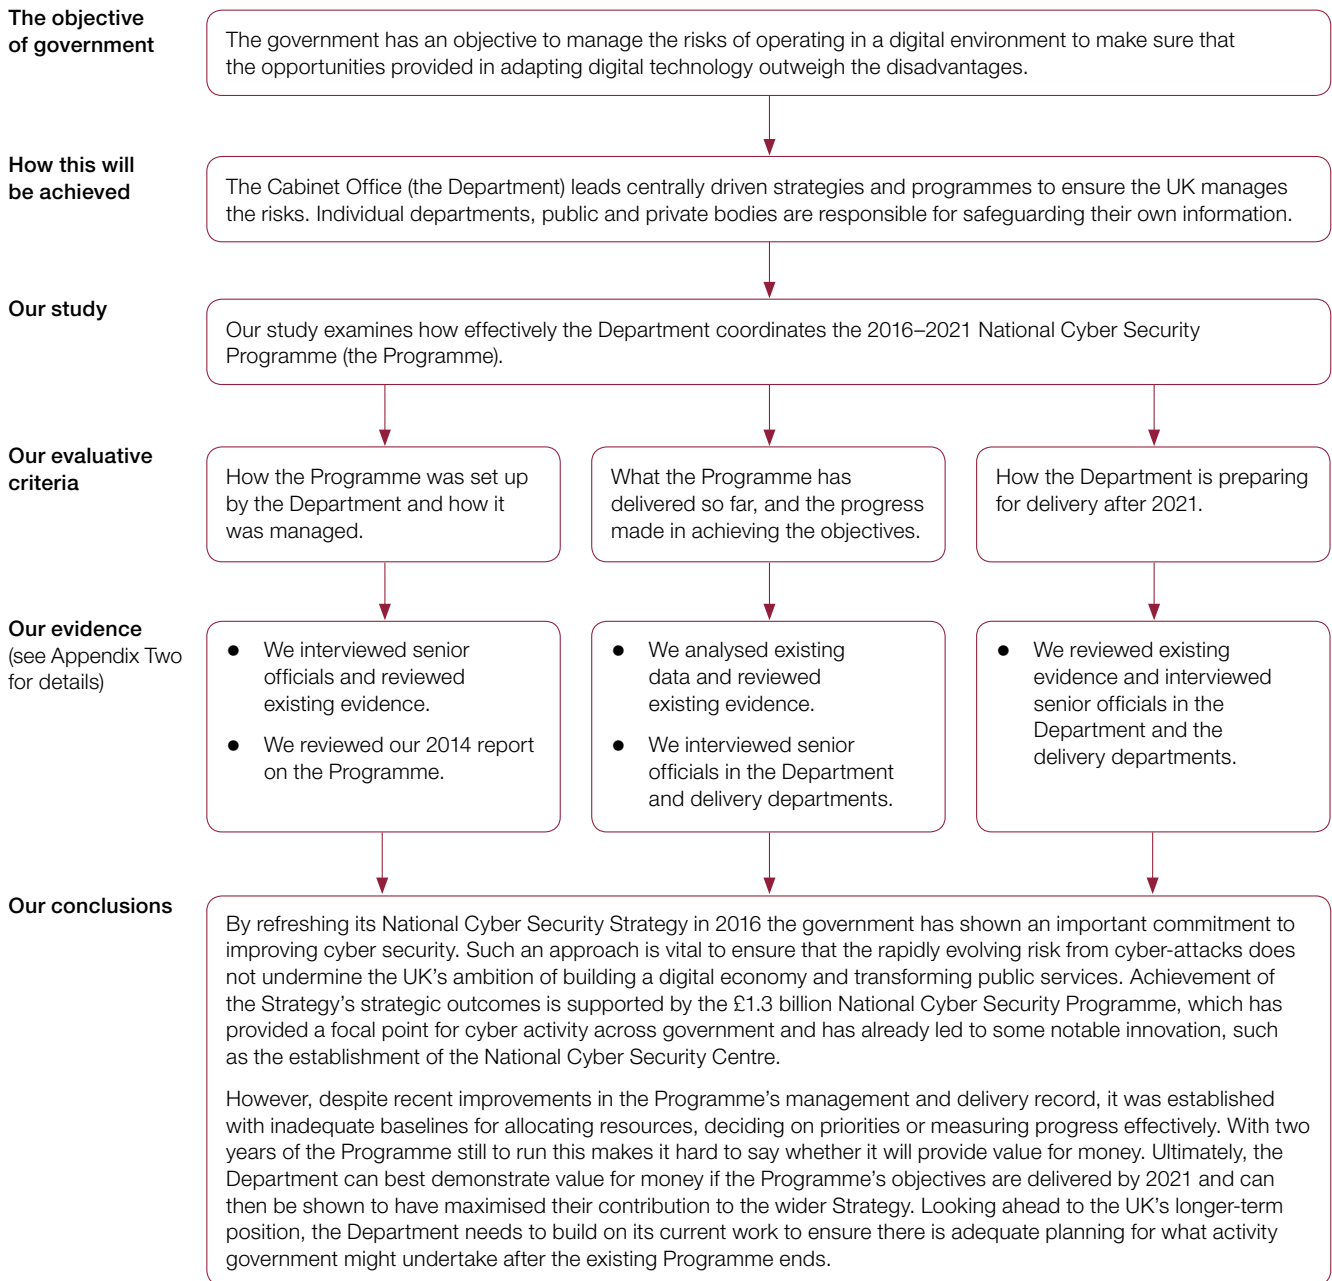 The objective
of government
The government has an objective to manage the risks of operating in a digital environment to make sure that
the opportunities provided in adapting digital technology outweigh the disadvantages.
How this will
be achieved
The Cabinet Office (the Department) leads centrally driven strategies and programmes to ensure the UK manages
the risks. Individual departments, public and private bodies are responsible for safeguarding their own information.
Our study
Our study examines how effectively the Department coordinates the 2016–2021 National Cyber Security
Programme (the Programme).
Our evaluative
criteria
How the Programme was set up
by the Department and how it
was managed.
What the Programme has
delivered so far, and the progress
made in achieving the objectives.
How the Department is preparing
for delivery after 2021.
Our evidence
(see Appendix Two
for details)
● We interviewed senior
officials and reviewed
existing evidence.
● We reviewed our 2014 report
on the Programme.
● We analysed existing
data and reviewed
existing evidence.
● We interviewed senior
officials in the Department
and delivery departments.
● We reviewed existing
evidence and interviewed
senior officials in the
Department and the
delivery departments.
Our conclusions
By refreshing its National Cyber Security Strategy in 2016 the government has shown an important commitment to
improving cyber security. Such an approach is vital to ensure that the rapidly evolving risk from cyber-attacks does
not undermine the UK's ambition of building a digital economy and transforming public services. Achievement of
the Strategy's strategic outcomes is supported by the £1.3 billion National Cyber Security Programme, which has
provided a focal point for cyber activity across government and has already led to some notable innovation, such
as the establishment of the National Cyber Security Centre.
However, despite recent improvements in the Programme's management and delivery record, it was established
with inadequate baselines for allocating resources, deciding on priorities or measuring progress effectively. With two
years of the Programme still to run this makes it hard to say whether it will provide value for money. Ultimately, the
Department can best demonstrate value for money if the Programme's objectives are delivered by 2021 and can
then be shown to have maximised their contribution to the wider Strategy. Looking ahead to the UK's longer-term
position, the Department needs to build on its current work to ensure there is adequate planning for what activity
government might undertake after the existing Programme ends.